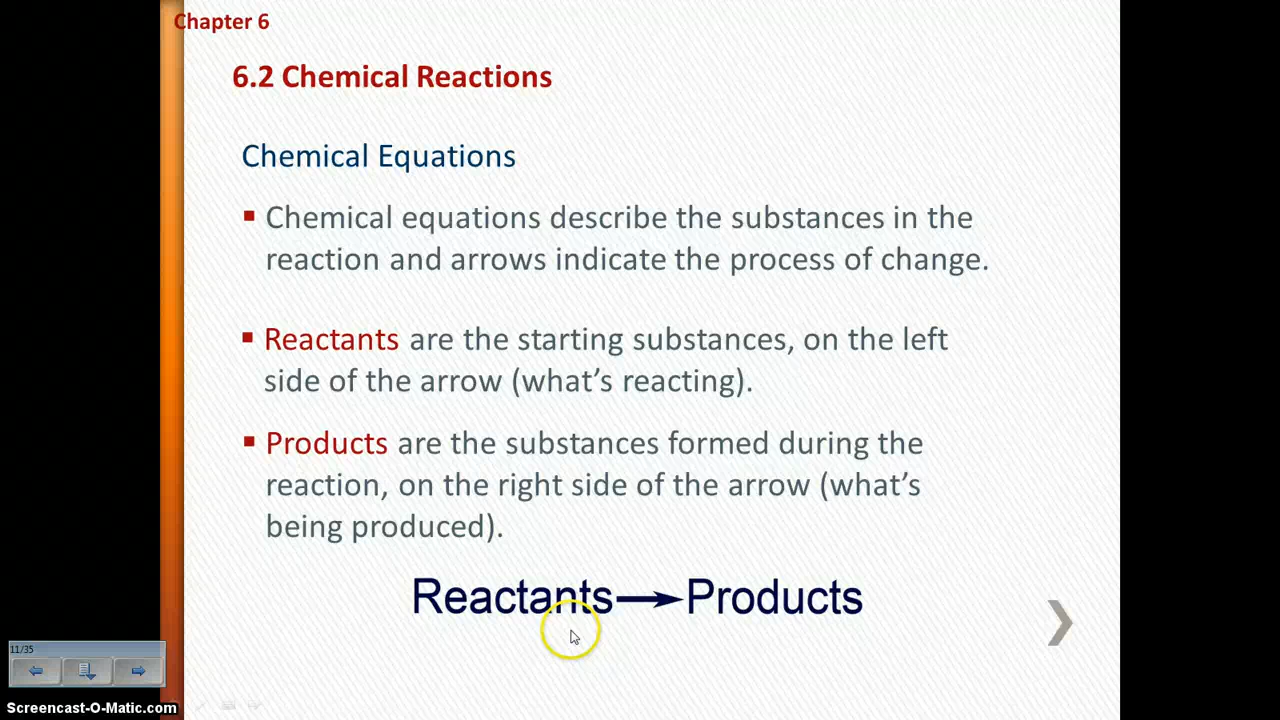 Chapter 6
6.2 Chemical Reactions
Chemical Equations
▪ Chemical equations describe the substances in the
reaction and arrows indicate the process of change.
▪ Reactants are the starting substances, on the left
side of the arrow (what's reacting).
▪ Products are the substances formed during the
reaction, on the right side of the arrow (what's
being produced).
Reactants → Products
11/35
Screencast-O-Matic.com